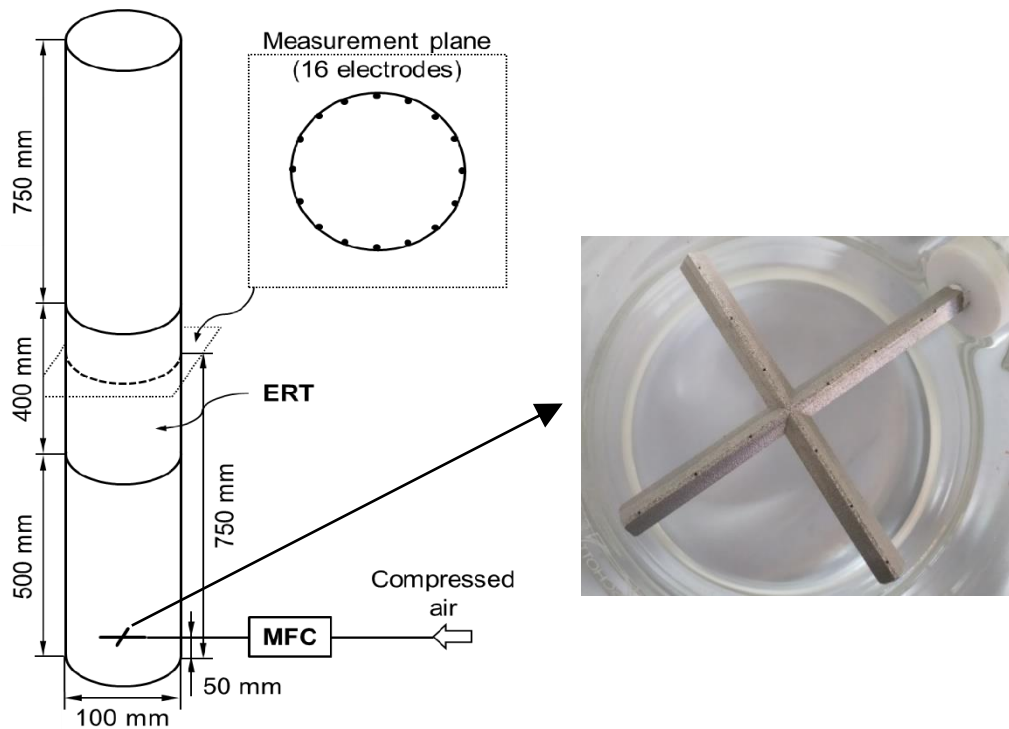 Measurement plane
(16 electrodes)
750 mm
400 mm
ERT
750 mm
500 mm
Compressed
air
MFC
50 mm
100 mm